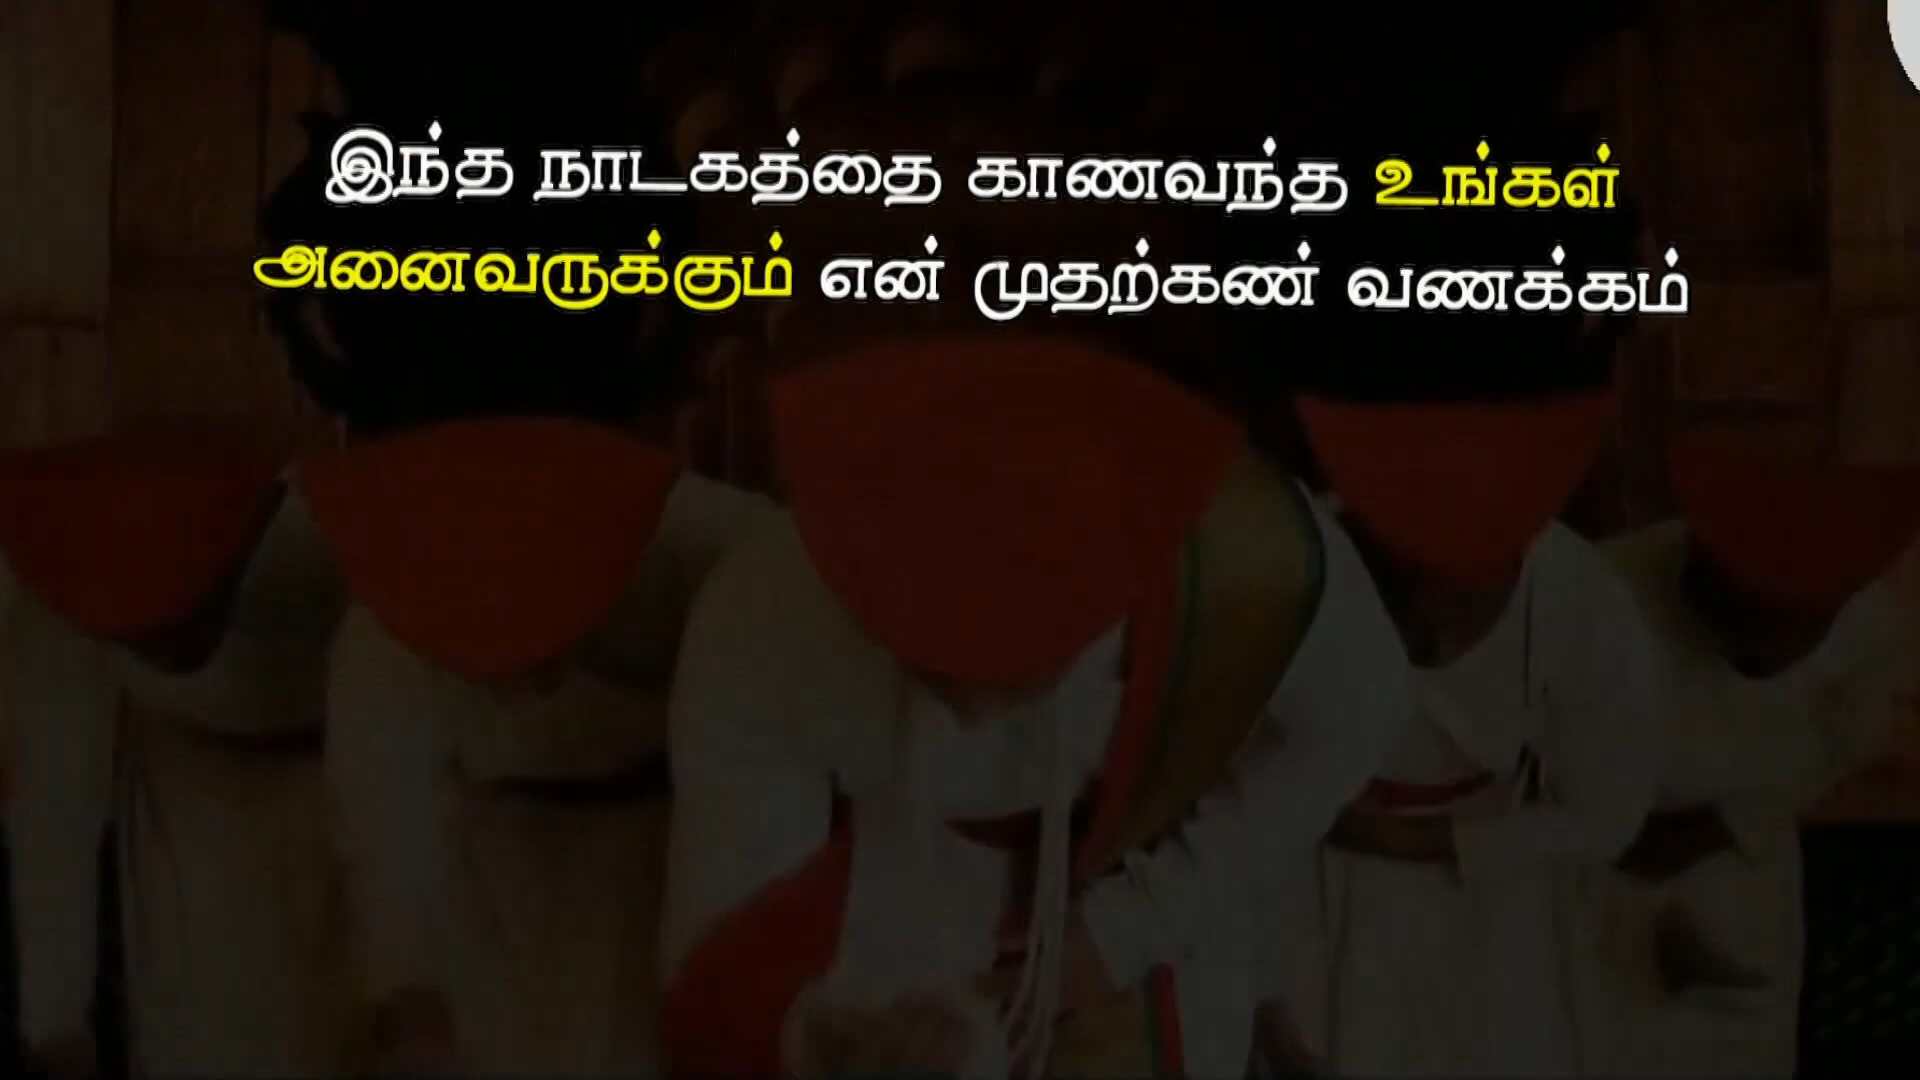 இந்த நாடகத்தை காணவந்த உங்கள்
அனைவருக்கும் என் முதற்கண் வணக்கம்